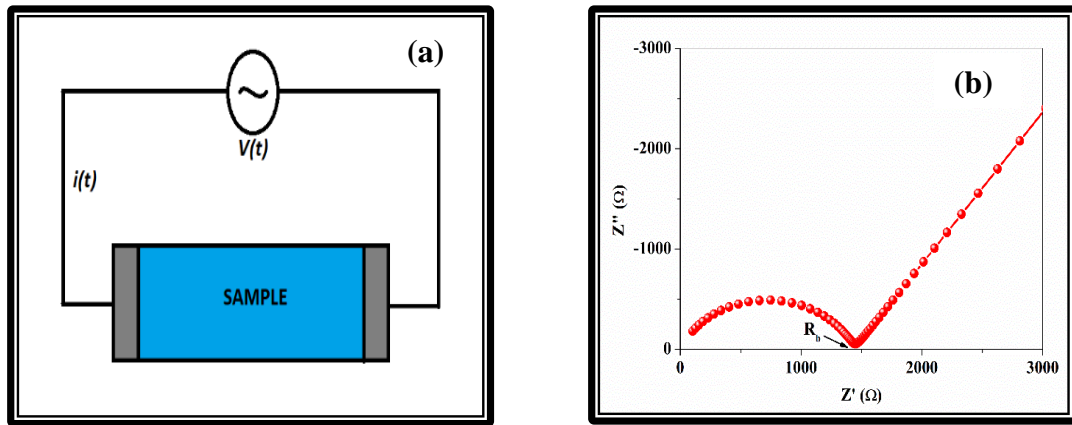 (a)
V(t)
i(t)
SAMPLE
(b)
-3000
-2000
-1000
0
Z'' (Ω)
R_b
0 1000 2000 3000
Z' (Ω)